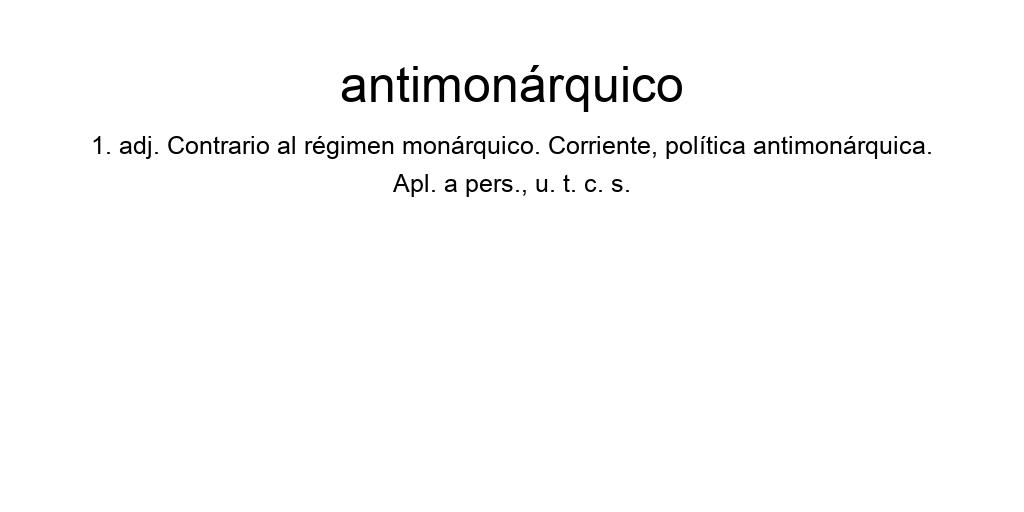 antimonárquico
1. adj. Contrario al régimen monárquico. Corriente, política antimonárquica.
Apl. a pers., u. t. c. s.